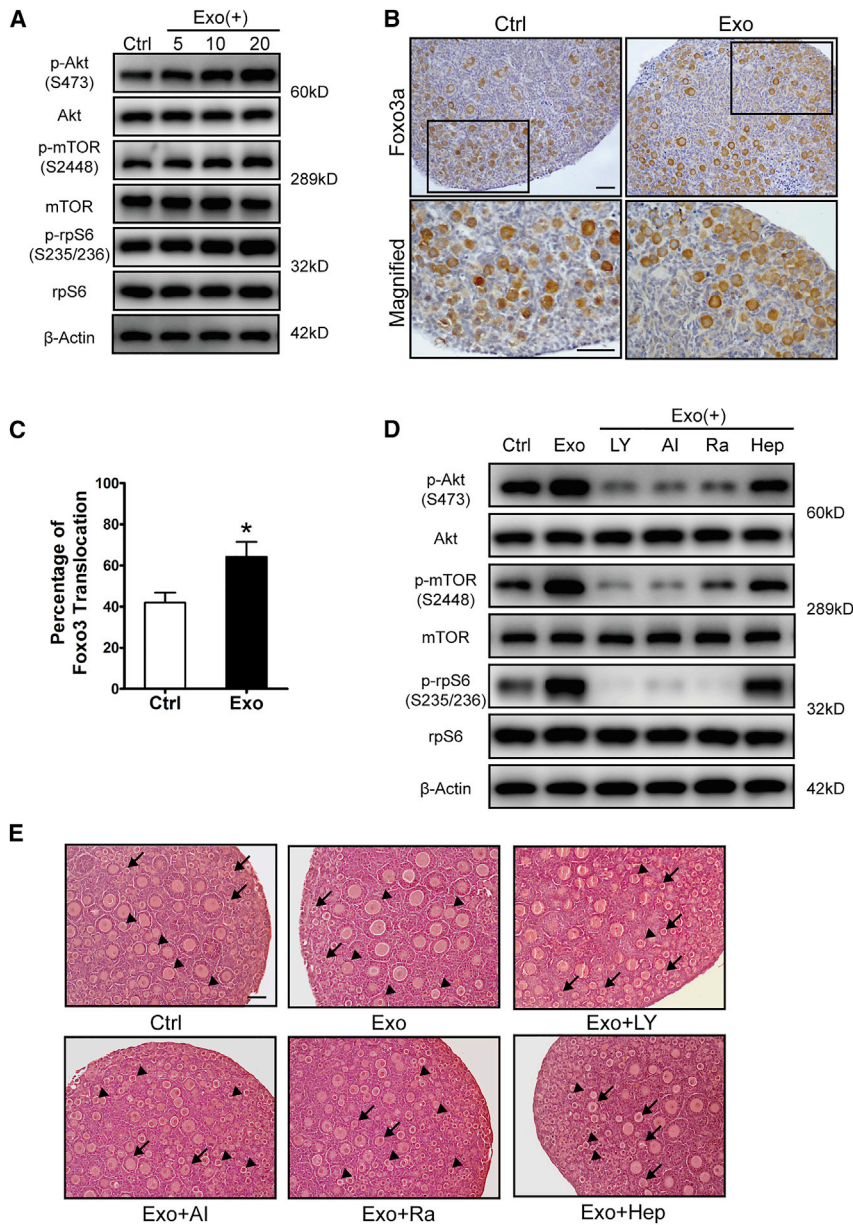 A
Exo(+)
Ctrl 5 10 20
p-Akt
(S473)
60kD
Akt
p-mTOR
(S2448)
289kD
mTOR
p-rpS6
(S235/236)
32kD
rpS6
β-Actin
42kD
B
Ctrl Exo
Foxo3a
Magnified
C
Percentage of
Foxo3 Translocation
100
80
60
40
20
0
*
Ctrl Exo
D
Exo(+)
Ctrl Exo LY AI Ra Hep
p-Akt
(S473)
60kD
Akt
p-mTOR
(S2448)
289kD
mTOR
p-rpS6
(S235/236)
32kD
rpS6
β-Actin
42kD
E
Ctrl Exo Exo+LY
Exo+AI Exo+Ra Exo+Hep